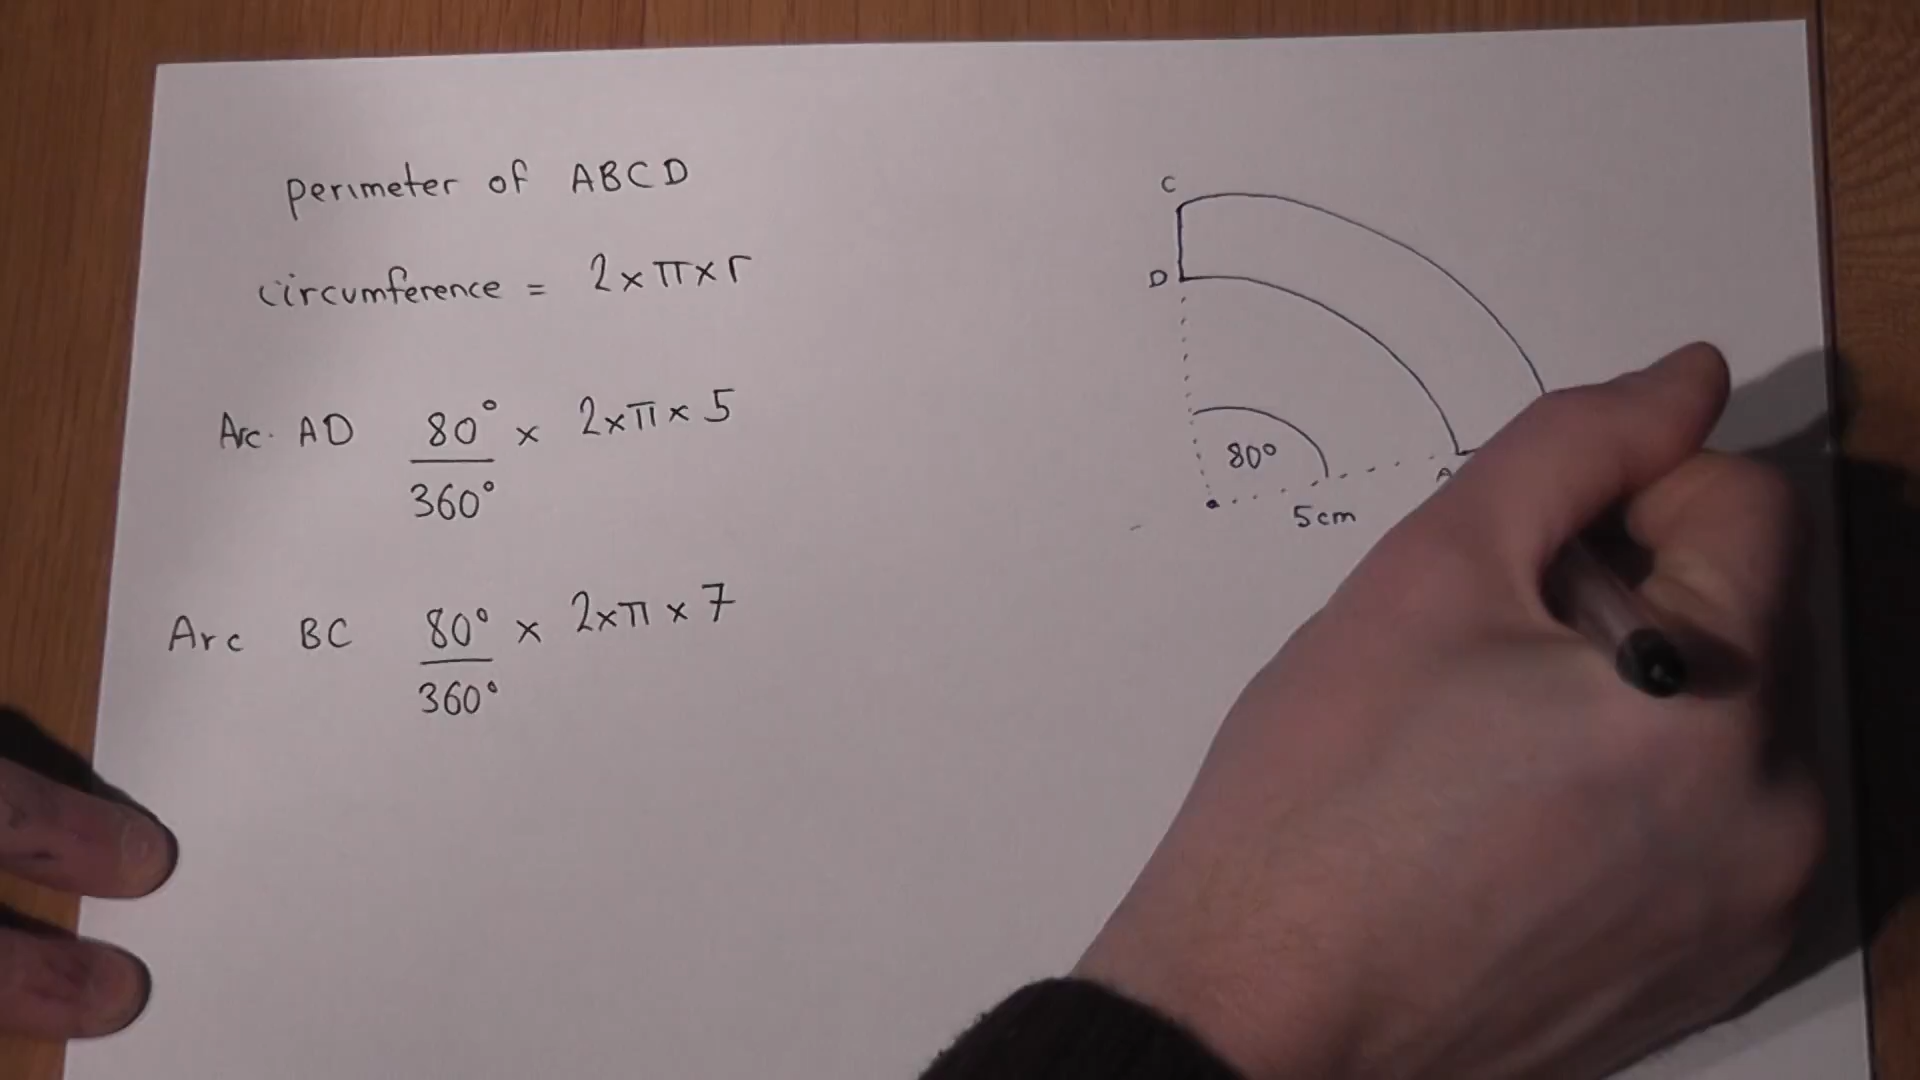 perimeter of ABCD
circumference = 2 × π × r
Arc AD 80° × 2 × π × 5
360°
Arc BC 80° × 2 × π × 7
360°
C
D
80°
A
5cm